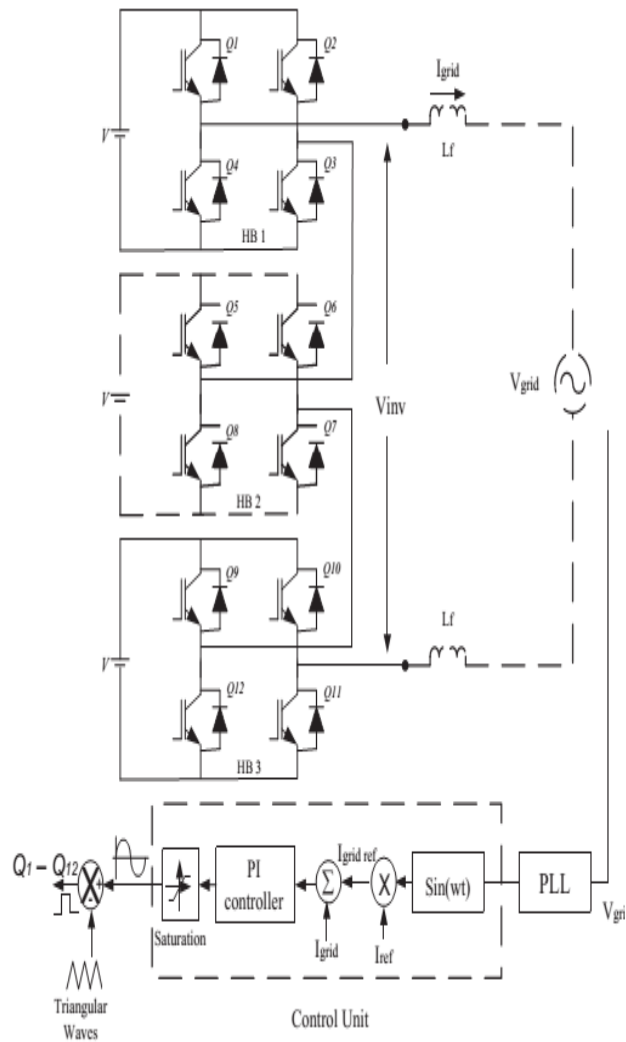 Q1
Q2
Igrid
V
Lf
Q4
Q3
HB 1
Q5
Q6
Vgrid
V
Vinv
Q8
Q7
HB 2
Q9
Q10
Lf
V
Q12
Q11
HB 3
Q1 – Q12
+
-
X
Saturation
PI
controller
Igrid ref
Σ
X
Sin(wt)
PLL
Vgri
Igrid
Iref
Triangular
Waves
Control Unit